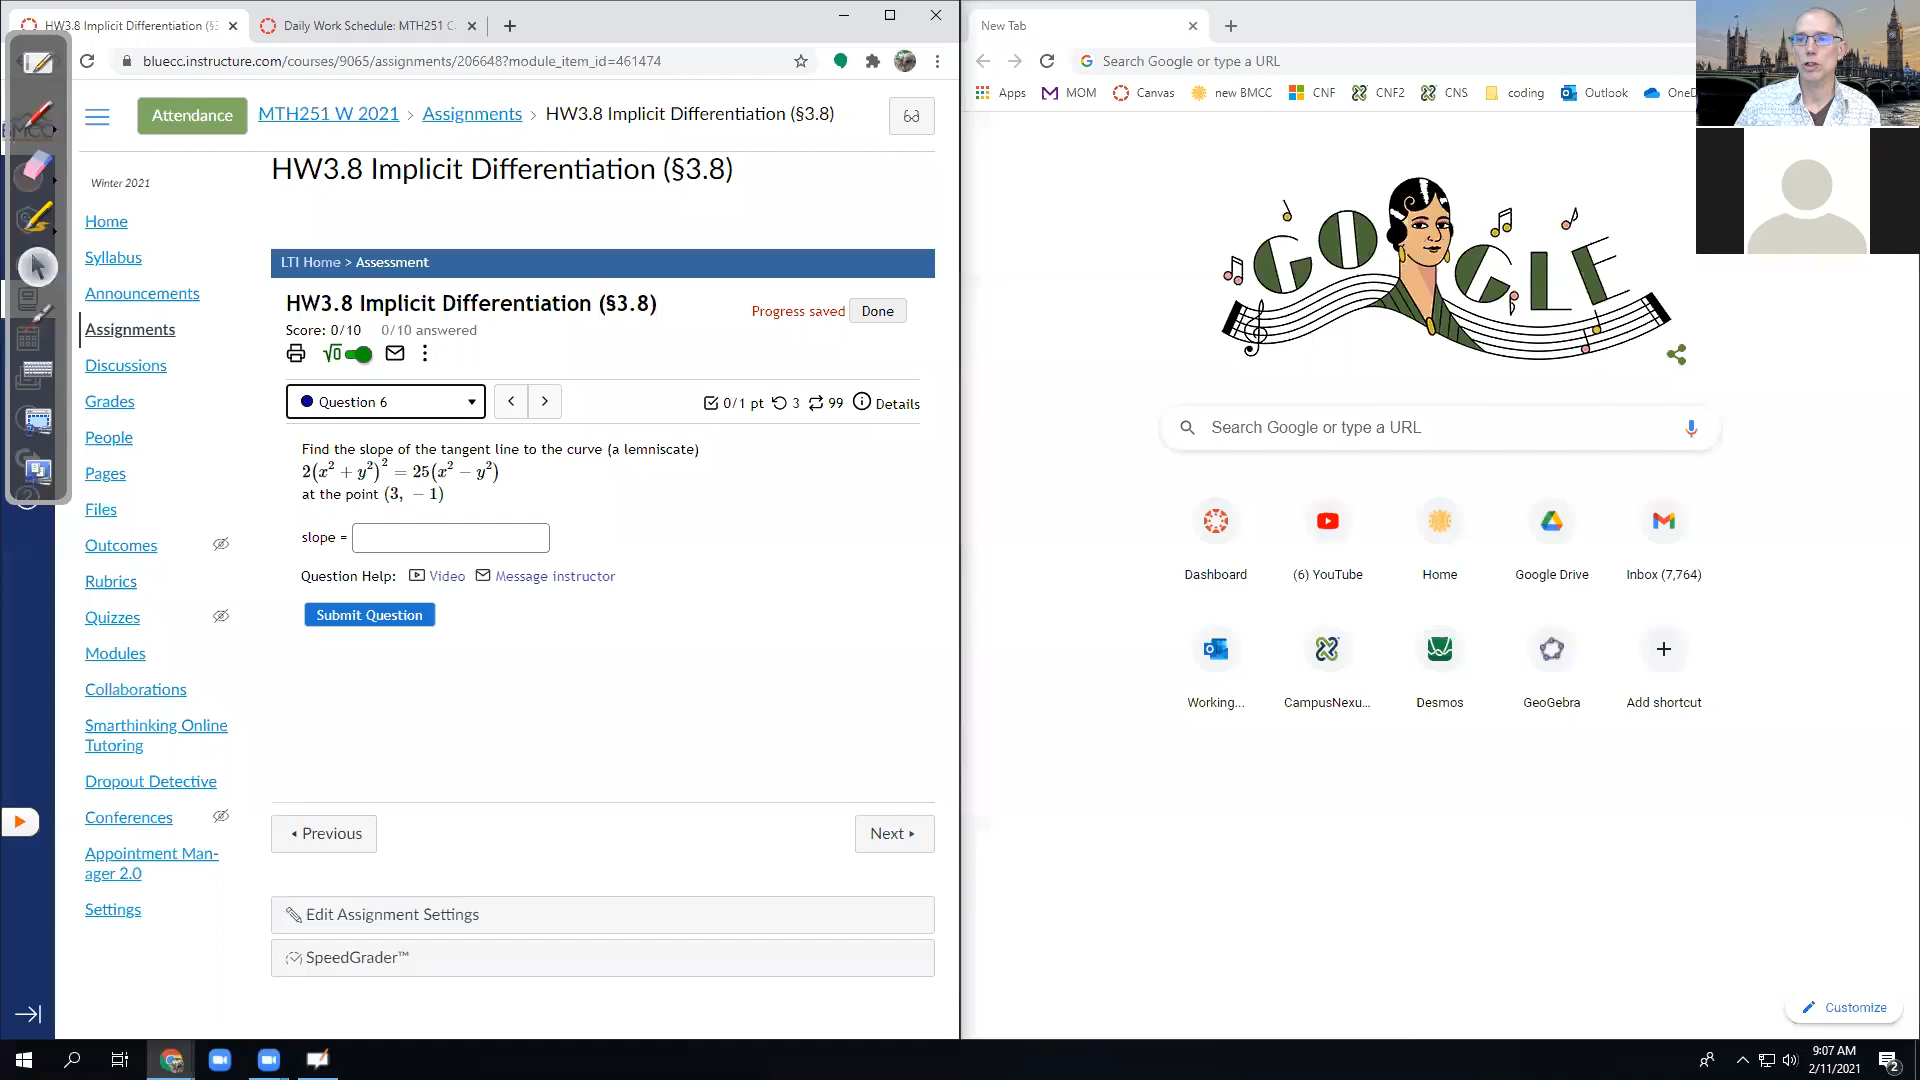 HW3.8 Implicit Differentiation (§3
Daily Work Schedule: MTH251 C
bluecc.instructure.com/courses/9065/assignments/206648?module_item_id=461474
Attendance
MTH251 W 2021 > Assignments > HW3.8 Implicit Differentiation (§3.8)
HW3.8 Implicit Differentiation (§3.8)
Winter 2021
Home
Syllabus
Announcements
Assignments
Discussions
Grades
People
Pages
Files
Outcomes
Rubrics
Quizzes
Modules
Collaborations
Smarthinking Online
Tutoring
Dropout Detective
Conferences
Appointment Man-
ager 2.0
Settings
LTI Home > Assessment
HW3.8 Implicit Differentiation (§3.8)
Score: 0/10 0/10 answered
Progress saved
Done
√0
Question 6
< >
0/1 pt 3 99 Details
Find the slope of the tangent line to the curve (a lemniscate)
2(x² + y²)² = 25(x² − y²)
at the point (3, − 1)
slope =
Question Help: Video Message instructor
Submit Question
Previous
Next
Edit Assignment Settings
SpeedGrader™
New Tab
Search Google or type a URL
Apps
MOM
Canvas
new BMCC
CNF
CNF2
CNS
coding
Outlook
OneD
GOOGLE
Search Google or type a URL
Dashboard
(6) YouTube
Home
Google Drive
Inbox (7,764)
Working...
CampusNexu...
Desmos
GeoGebra
Add shortcut
Customize
9:07 AM
2/11/2021
2